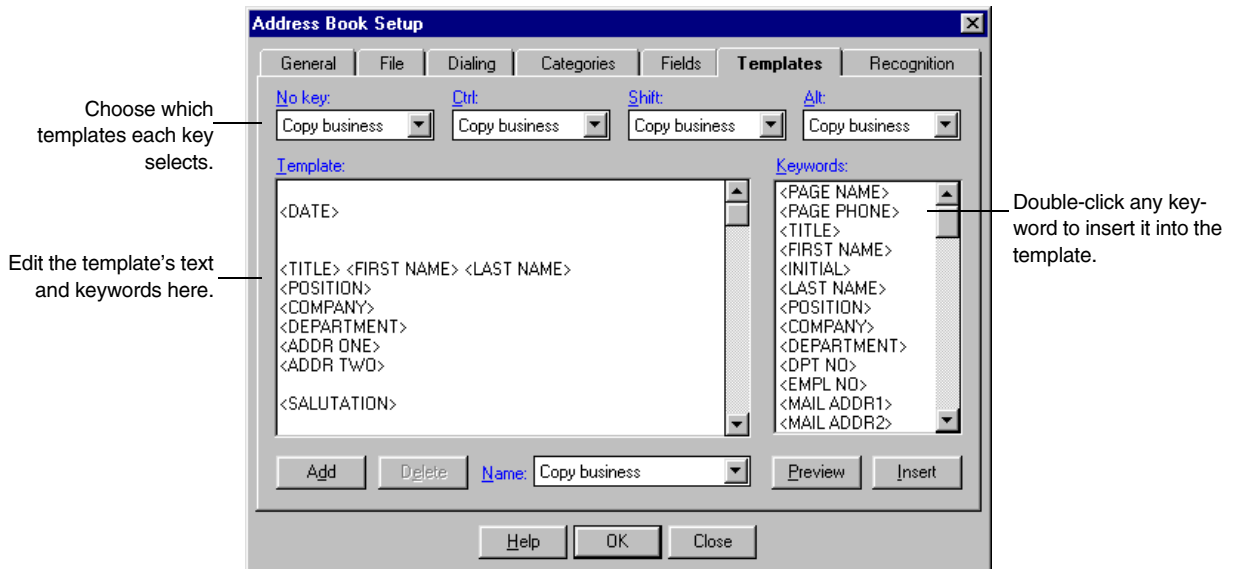 Address Book Setup
General File Dialing Categories Fields Templates Recognition
No key: Ctrl: Shift: Alt:
Copy business Copy business Copy business Copy business
Choose which
templates each key
selects.
Template:
<DATE>
<TITLE> <FIRST NAME> <LAST NAME>
<POSITION>
<COMPANY>
<DEPARTMENT>
<ADDR ONE>
<ADDR TWO>
<SALUTATION>
Edit the template's text
and keywords here.
Keywords:
<PAGE NAME>
<PAGE PHONE>
<TITLE>
<FIRST NAME>
<INITIAL>
<LAST NAME>
<POSITION>
<COMPANY>
<DEPARTMENT>
<DPT NO>
<EMPL NO>
<MAIL ADDR1>
<MAIL ADDR2>
Double-click any key-
word to insert it into the
template.
Add Delete Name: Copy business Preview Insert
Help OK Close